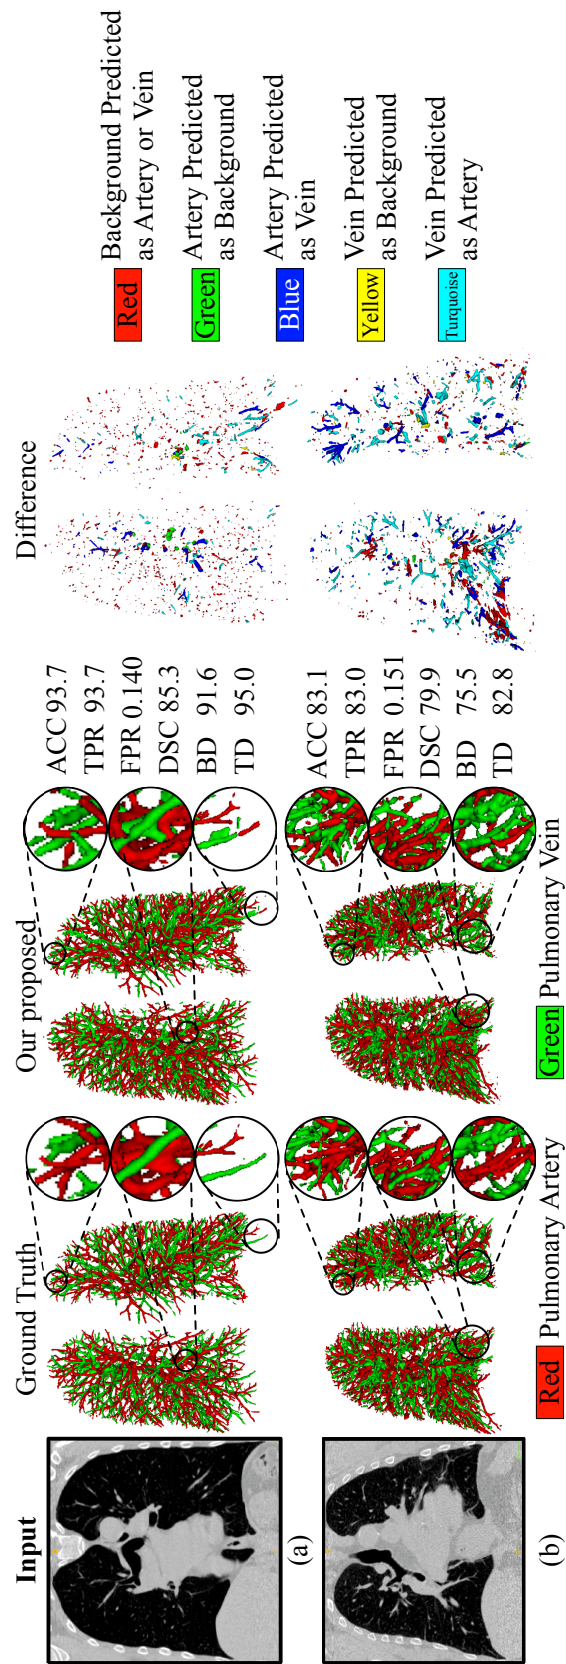 Input
Ground Truth
Our proposed
Difference
ACC 93.7
TPR 93.7
FPR 0.140
DSC 85.3
BD 91.6
TD 95.0
Red
Background Predicted
as Artery or Vein
Green
Artery Predicted
as Background
Blue
Artery Predicted
as Vein
Yellow
Vein Predicted
as Background
Turquoise
Vein Predicted
as Artery
(a)
ACC 83.1
TPR 83.0
FPR 0.151
DSC 79.9
BD 75.5
TD 82.8
(b)
Red Pulmonary Artery
Green Pulmonary Vein